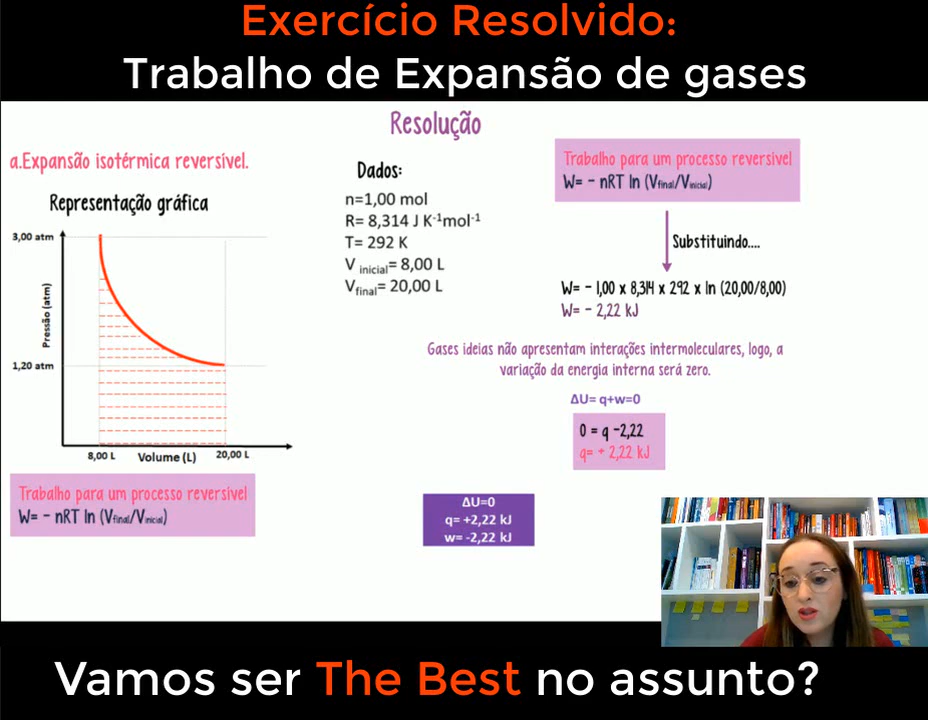 Exercício Resolvido:
Trabalho de Expansão de gases
Resolução
a.Expansão isotérmica reversível.
Representação gráfica
3,00 atm
Pressão (atm)
1,20 atm
8,00 L
Volume (L)
20,00 L
Trabalho para um processo reversível
W= - nRT ln (Vfinal/Vinicial)
Dados:
n=1,00 mol
R= 8,314 J K⁻¹mol⁻¹
T= 292 K
V inicial= 8,00 L
Vfinal= 20,00 L
Trabalho para um processo reversível
W= - nRT ln (Vfinal/Vinicial)
Substituindo....
W= - 1,00 x 8,314 x 292 x ln (20,00/8,00)
W= - 2,22 kJ
Gases ideias não apresentam interações intermoleculares, logo, a
variação da energia interna será zero.
ΔU= q+w=0
0 = q -2,22
q= + 2,22 kJ
ΔU=0
q= +2,22 kJ
w= -2,22 kJ
Vamos ser The Best no assunto?